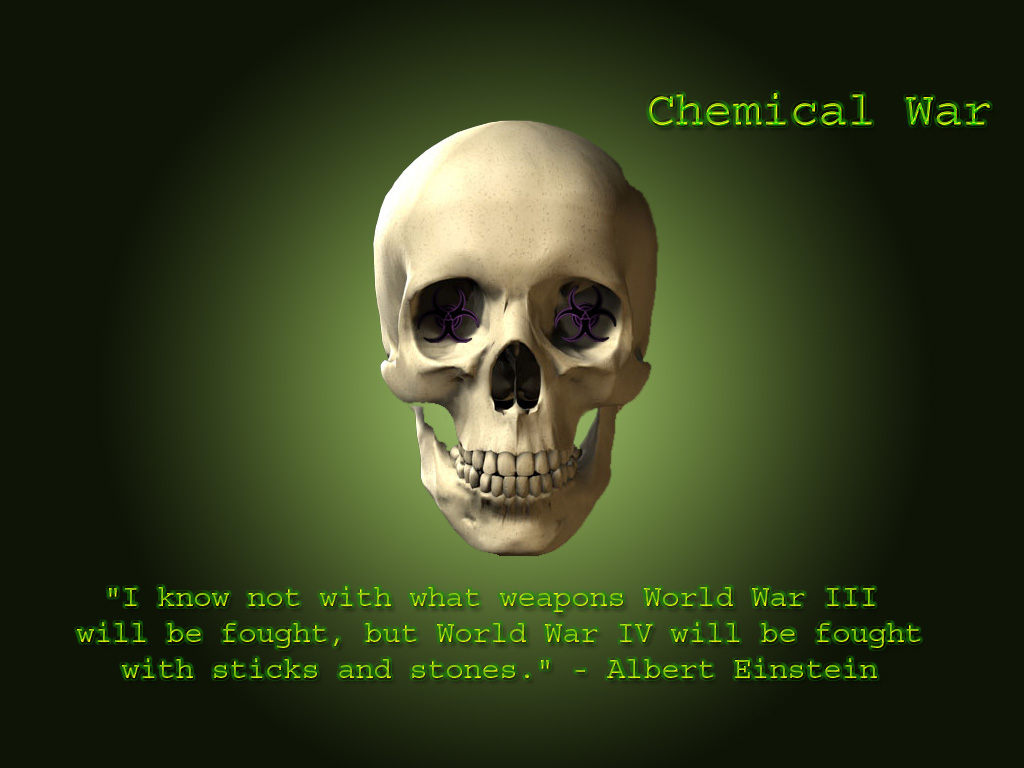 Chemical War
"I know not with what weapons World War III
will be fought, but World War IV will be fought
with sticks and stones." - Albert Einstein